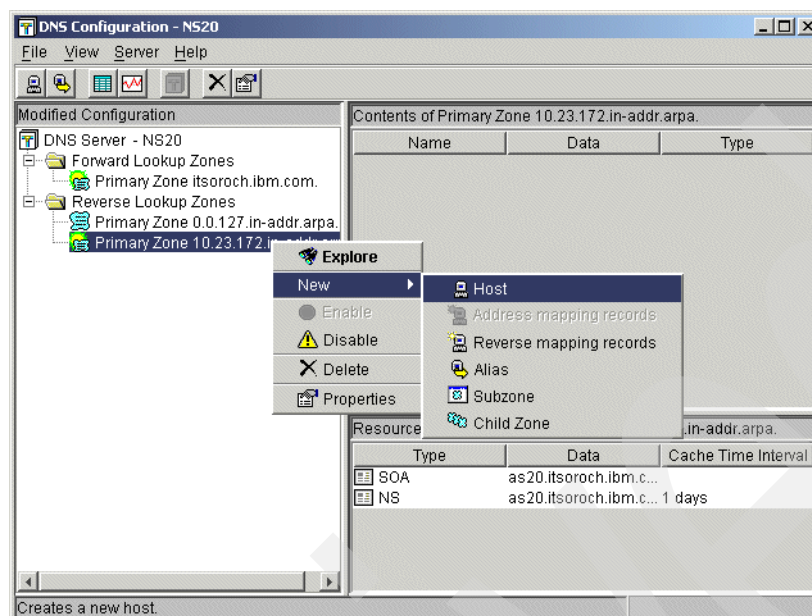 DNS Configuration - NS20
File View Server Help
Modified Configuration
DNS Server - NS20
Forward Lookup Zones
Primary Zone itsoroch.ibm.com.
Reverse Lookup Zones
Primary Zone 0.0.127.in-addr.arpa.
Primary Zone 10.23.172.in-addr.ar
Contents of Primary Zone 10.23.172.in-addr.arpa.
Name Data Type
Explore
New
Enable
Disable
Delete
Properties
Host
Address mapping records
Reverse mapping records
Alias
Subzone
Child Zone
Resource .in-addr.arpa.
Type Data Cache Time Interval
SOA as20.itsoroch.ibm.c...
NS as20.itsoroch.ibm.c... 1 days
Creates a new host.